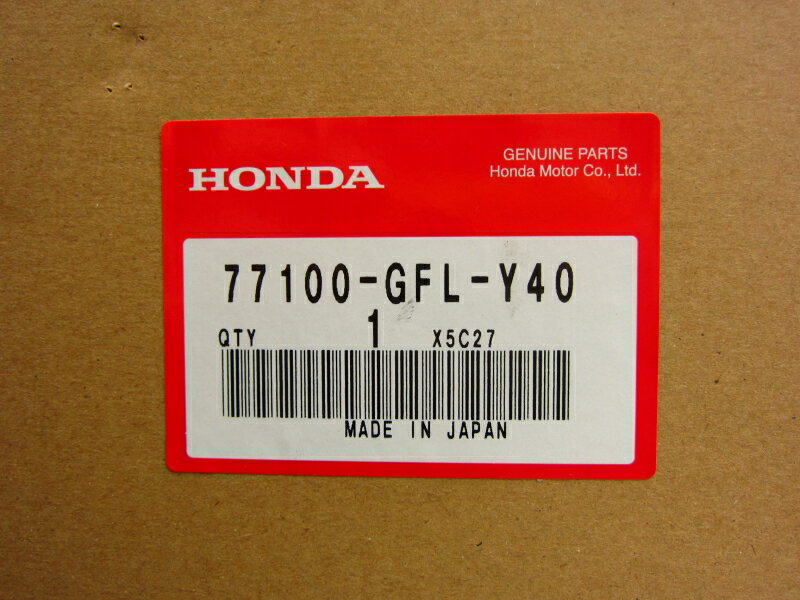 HONDA
GENUINE PARTS
Honda Motor Co., Ltd.
77100-GFL-Y40
QTY 1 X5C27
MADE IN JAPAN